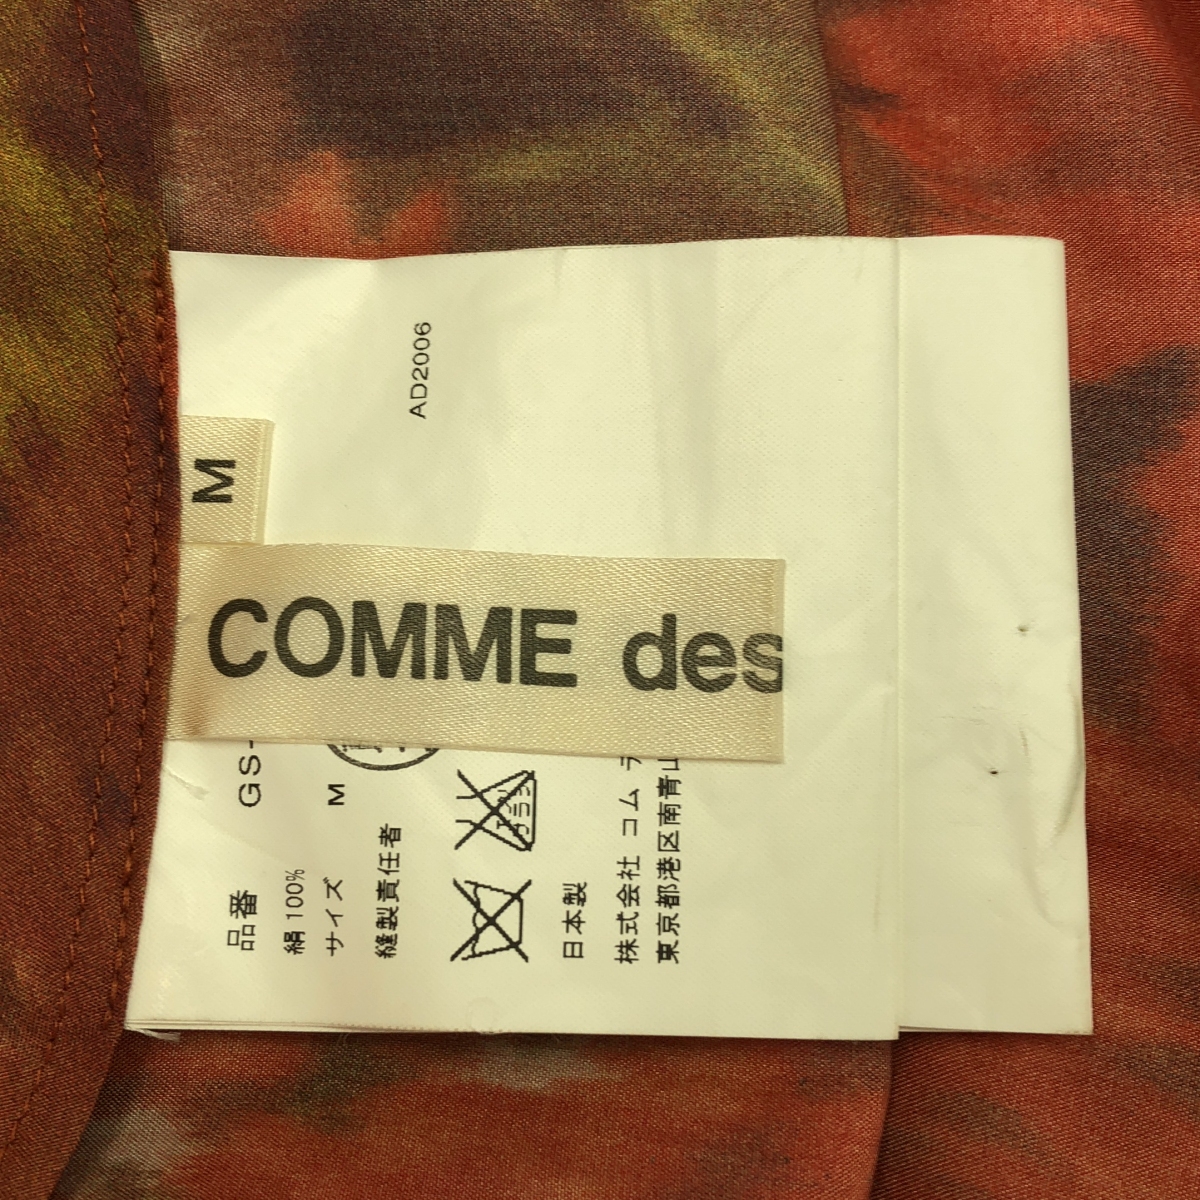 AD2006
M
COMME des
品番 GS-
絹 100%
サイズ M
縫製責任者
日本製
株式会社 コム デ
東京都港区南青山